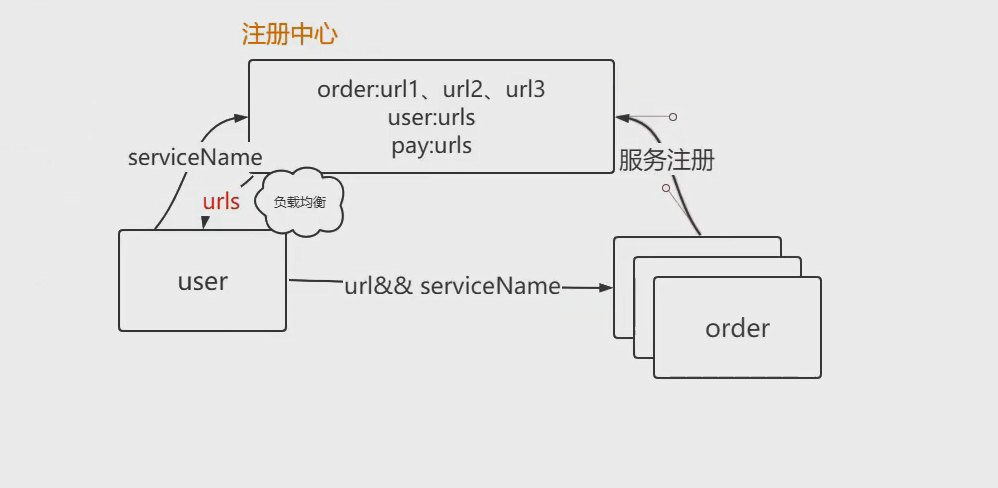 注册中心
order:url1、url2、url3
user:urls
pay:urls
serviceName
服务注册
urls
负载均衡
user
url&& serviceName
order